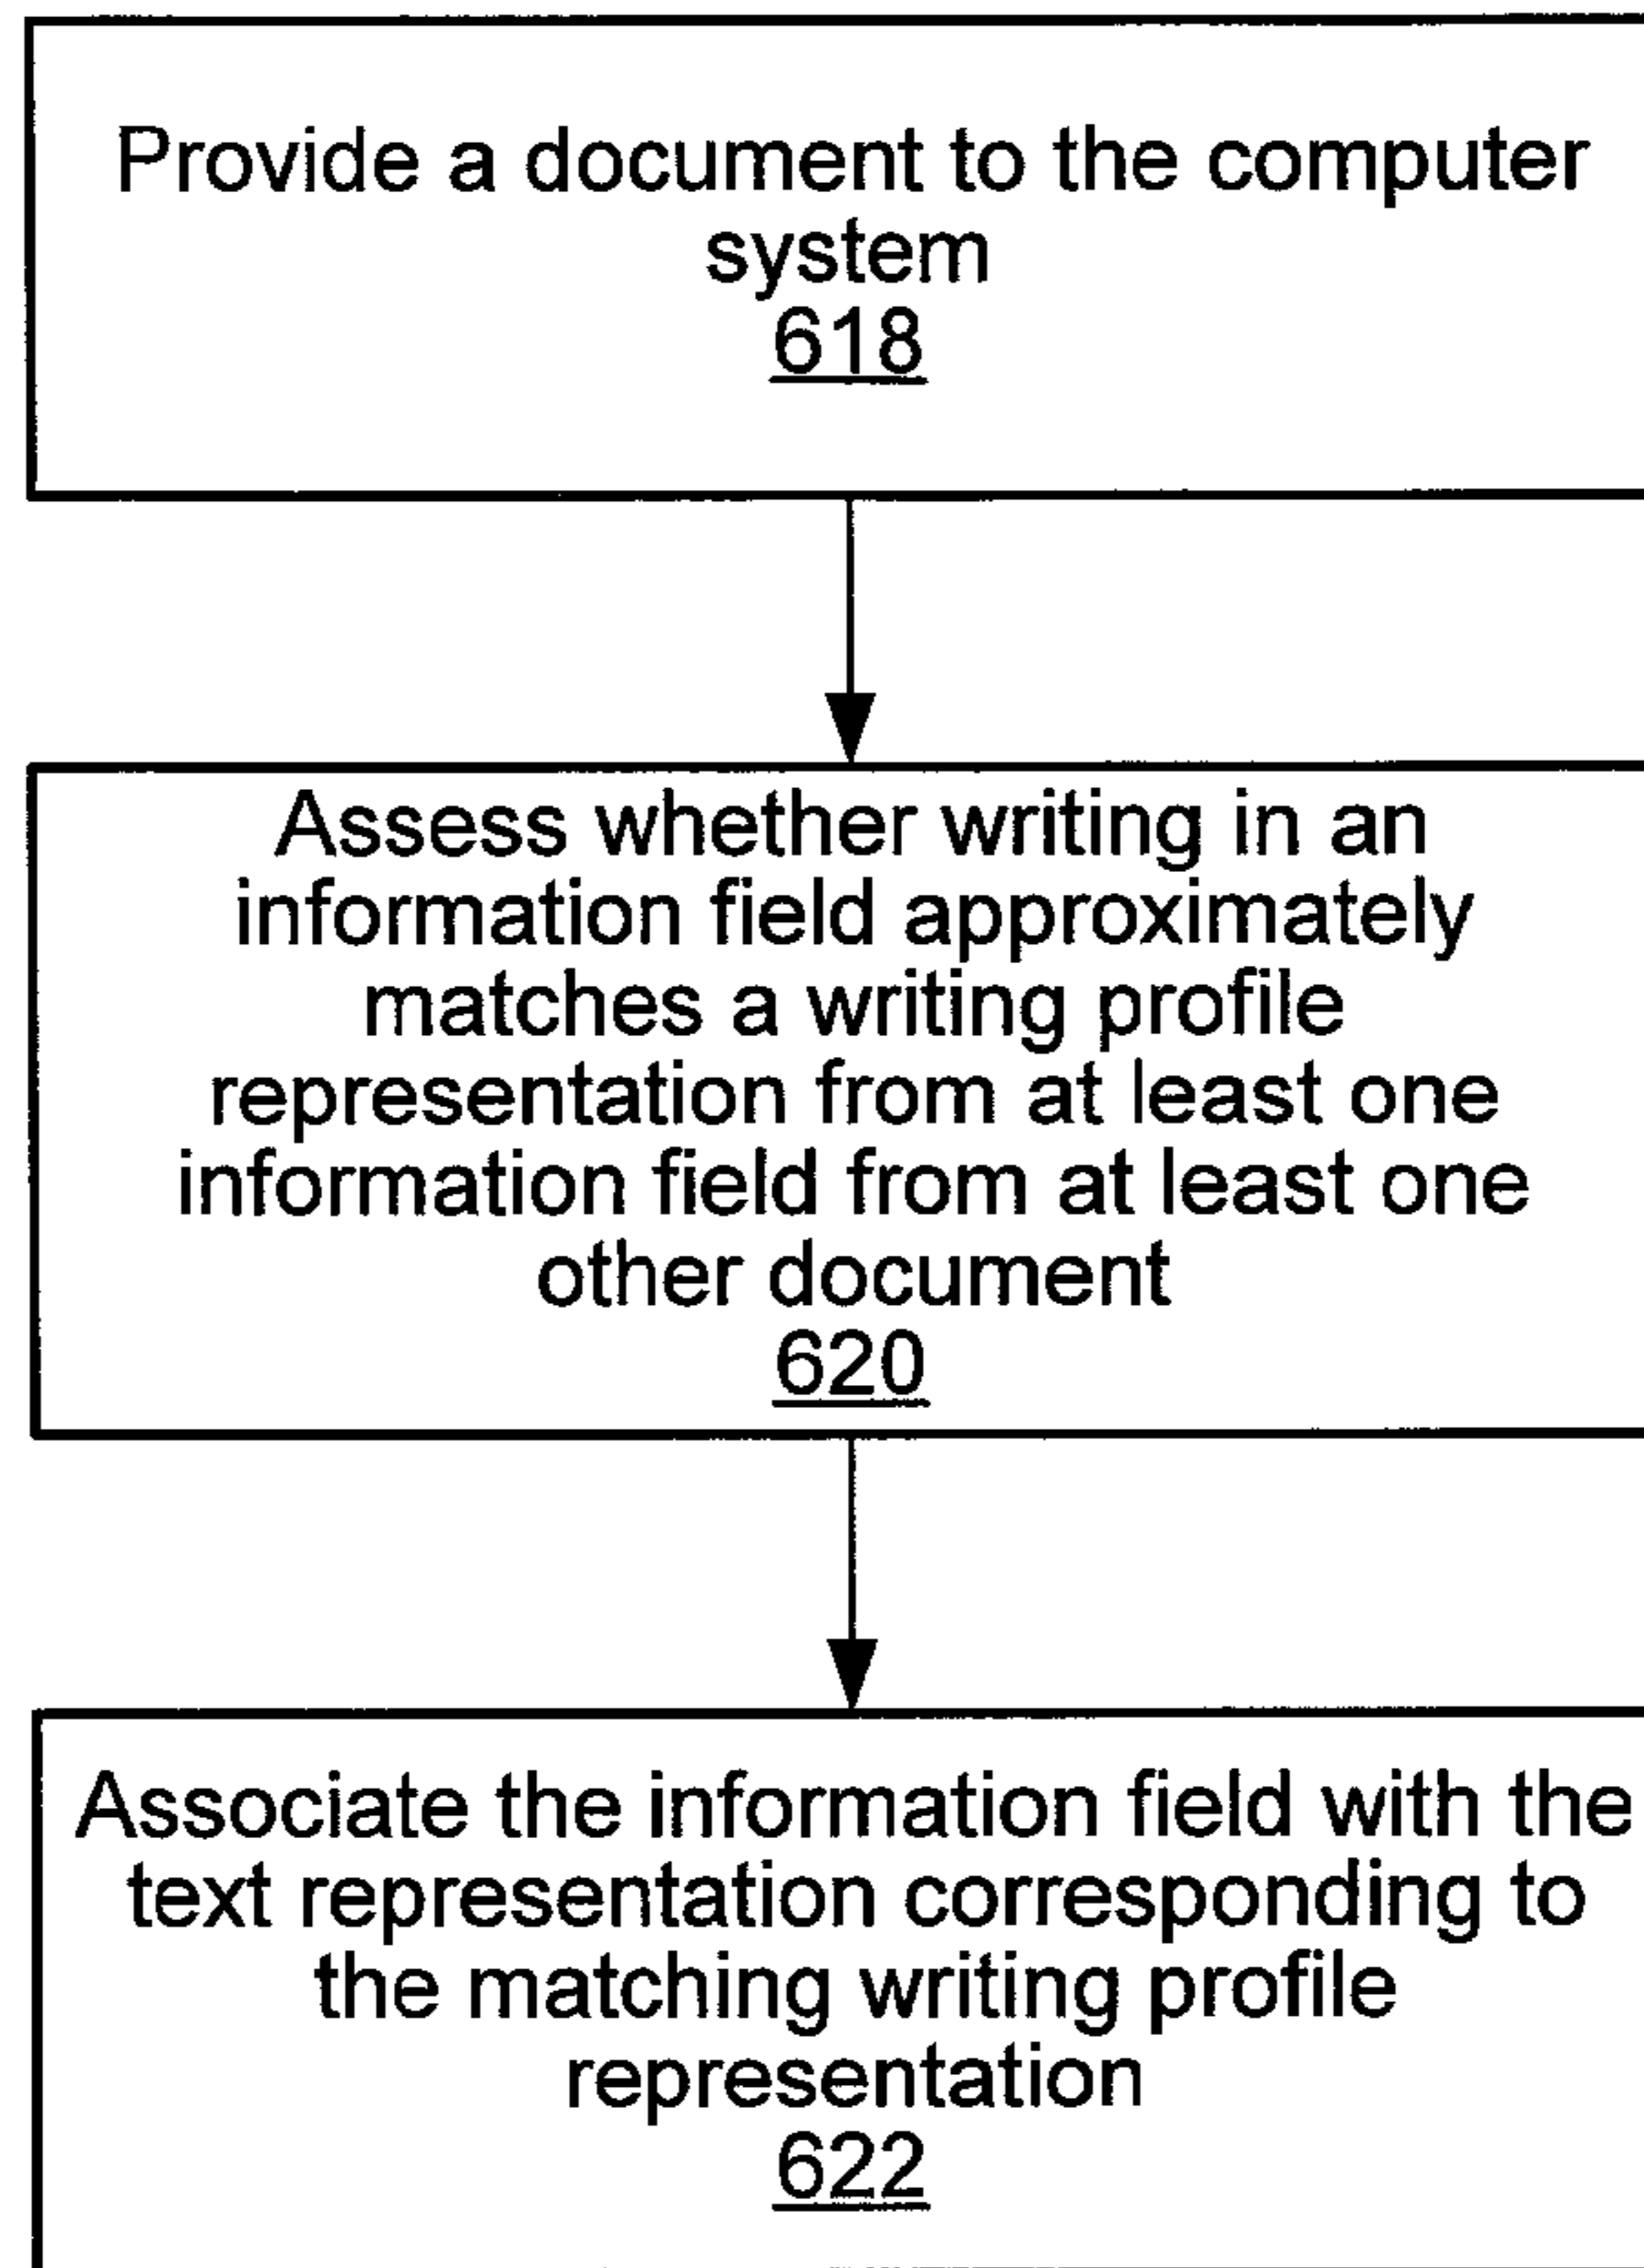 Provide a document to the computer
system
618
Assess whether writing in an
information field approximately
matches a writing profile
representation from at least one
information field from at least one
other document
620
Associate the information field with the
text representation corresponding to
the matching writing profile
representation
622